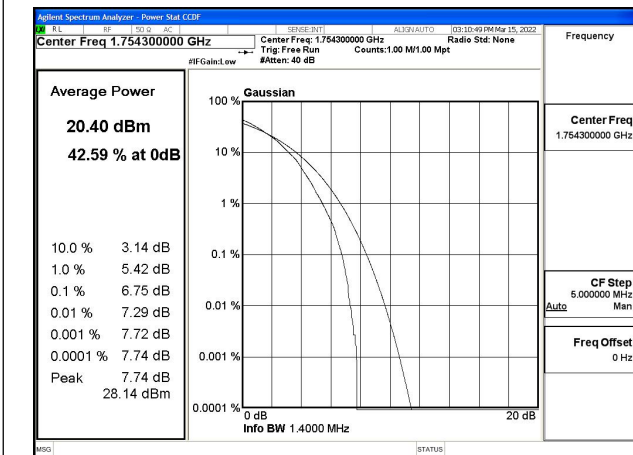 Agilent Spectrum Analyzer - Power Stat CCDF
RL RF 50 Ω AC SENSE:INT ALIGN AUTO 03:10:49 PM Mar 15, 2022
Center Freq 1.754300000 GHz
Center Freq: 1.754300000 GHz Radio Std: None
Trig: Free Run Counts:1.00 M/1.00 Mpt
#IFGain:Low #Atten: 40 dB
Frequency
Average Power
20.40 dBm
42.59 % at 0dB
10.0 % 3.14 dB
1.0 % 5.42 dB
0.1 % 6.75 dB
0.01 % 7.29 dB
0.001 % 7.72 dB
0.0001 % 7.74 dB
Peak 7.74 dB
28.14 dBm
Gaussian
100 %
10 %
1 %
0.1 %
0.01 %
0.001 %
0.0001 %
0 dB 20 dB
Info BW 1.4000 MHz
Center Freq
1.754300000 GHz
CF Step
5.000000 MHz
Auto Man
Freq Offset
0 Hz
MSG STATUS